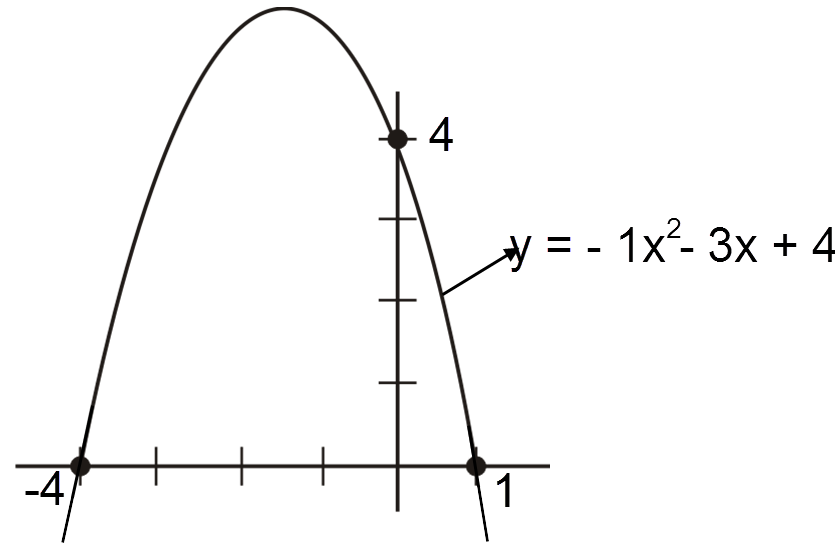 4
y = - 1x²- 3x + 4
-4
1